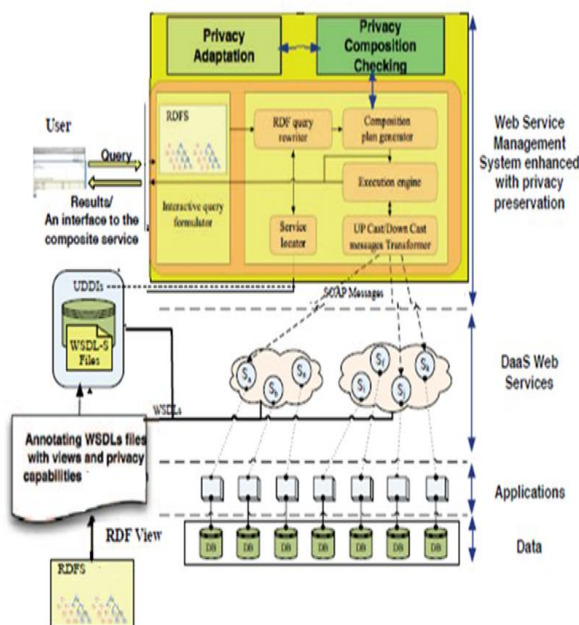 Privacy
Adaptation
Privacy
Composition
Checking
User
Query
Results/
An interface to the
composite service
RDFS
Interactive query
formulator
RDF query
rewriter
Composition
plan generator
Execution engine
Service
locator
UP Cast/Down Cast
messages Transformer
Web Service
Management
System enhanced
with privacy
preservation
UDDIs
WSDL-S
Files
SOAP Messages
WSDLs
DaaS Web
Services
Annotating WSDLs files
with views and privacy
capabilities
Applications
RDF View
DB DB DB DB DB DB DB
Data
RDFS